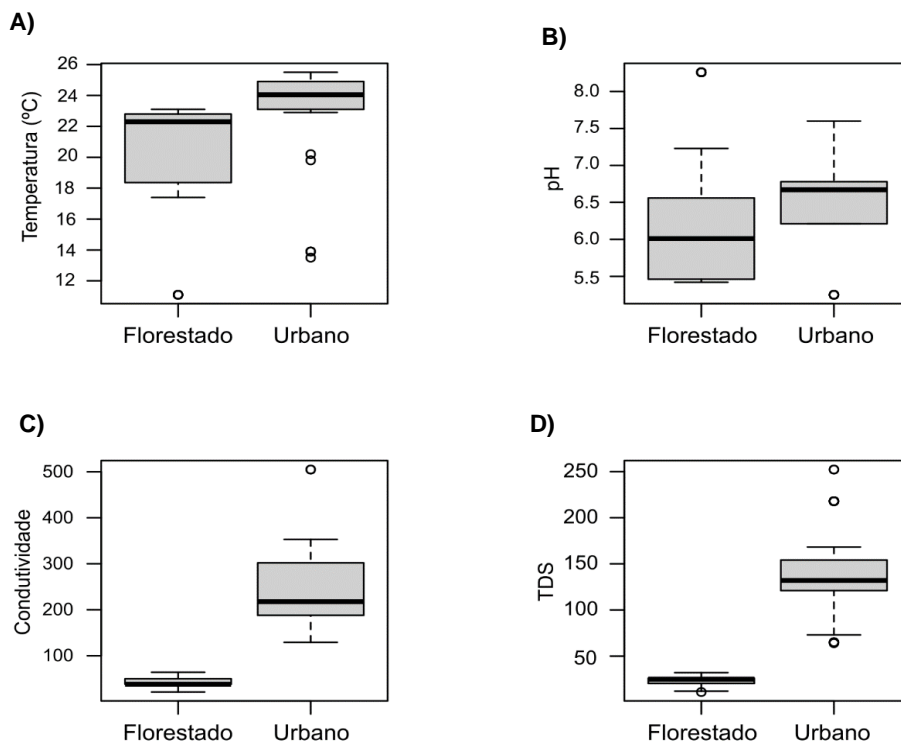 A)
Temperatura (ºC)
26
24
22
20
18
16
14
12
Florestado
Urbano
B)
pH
8.0
7.5
7.0
6.5
6.0
5.5
Florestado
Urbano
C)
Condutividade
500
400
300
200
100
Florestado
Urbano
D)
TDS
250
200
150
100
50
Florestado
Urbano